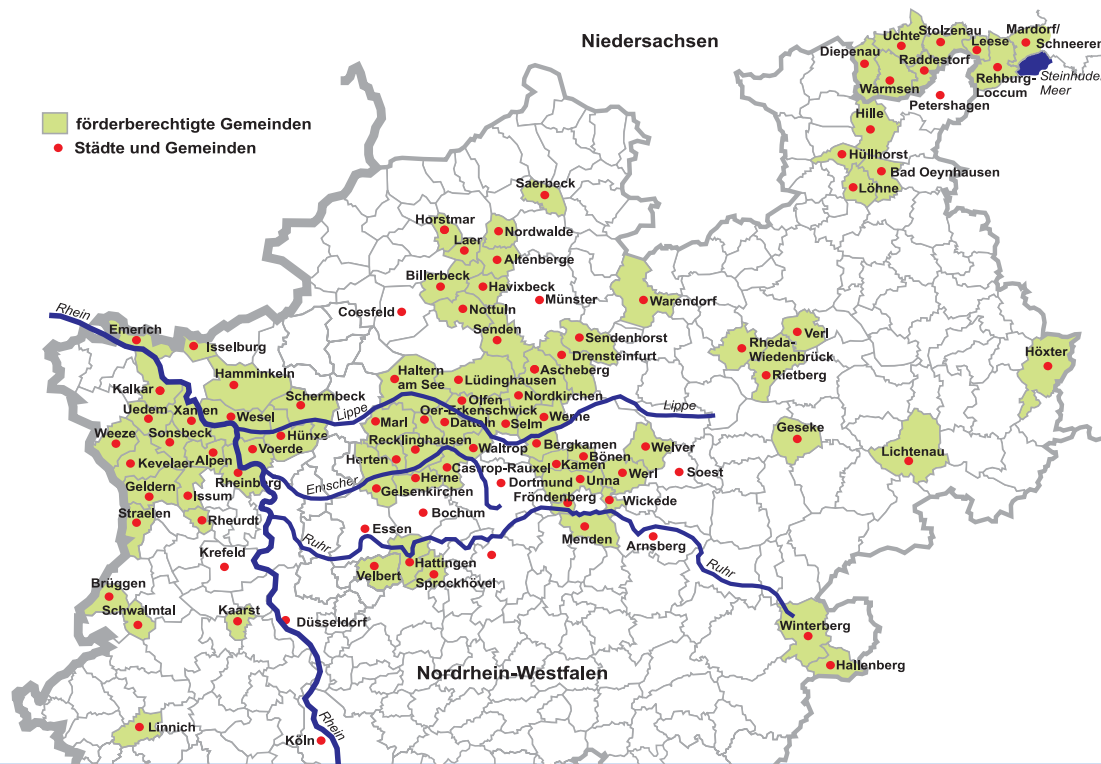 Niedersachsen
Mardorf/
Schneeren
Uchte
Stolzenau
Leese
Diepenau
Raddestorf
Warmsen
Rehburg-
Loccum
Steinhuder
Meer
Petershagen
förderberechtigte Gemeinden
Städte und Gemeinden
Hille
Hüllhorst
Bad Oeynhausen
Löhne
Saerbeck
Horstmar
Laer
Nordwalde
Altenberge
Billerbeck
Havixbeck
Münster
Warendorf
Coesfeld
Nottuln
Rhein
Emerich
Isselburg
Senden
Sendenhorst
Drensteinfurt
Verl
Rheda-
Wiedenbrück
Rietberg
Höxter
Hamminkeln
Haltern
am See
Lüdinghausen
Ascheberg
Kalkar
Schermbeck
Olfen
Nordkirchen
Uedem
Xanten
Wesel
Lippe
Marl
Oer-Erkenschwick
Datteln
Selm
Werne
Lippe
Weeze
Sonsbeck
Hünxe
Voerde
Recklinghausen
Waltrop
Bergkamen
Welver
Geseke
Lichtenau
Kevelaer
Alpen
Herten
Castrop-Rauxel
Kamen
Bönen
Rheinberg
Emscher
Herne
Dortmund
Unna
Werl
Soest
Geldern
Issum
Gelsenkirchen
Fröndenberg
Wickede
Straelen
Rheurdt
Bochum
Essen
Menden
Arnsberg
Krefeld
Ruhr
Hattingen
Velbert
Sprockhövel
Ruhr
Brüggen
Schwalmtal
Kaarst
Düsseldorf
Winterberg
Hallenberg
Nordrhein-Westfalen
Linnich
Köln
Rhein